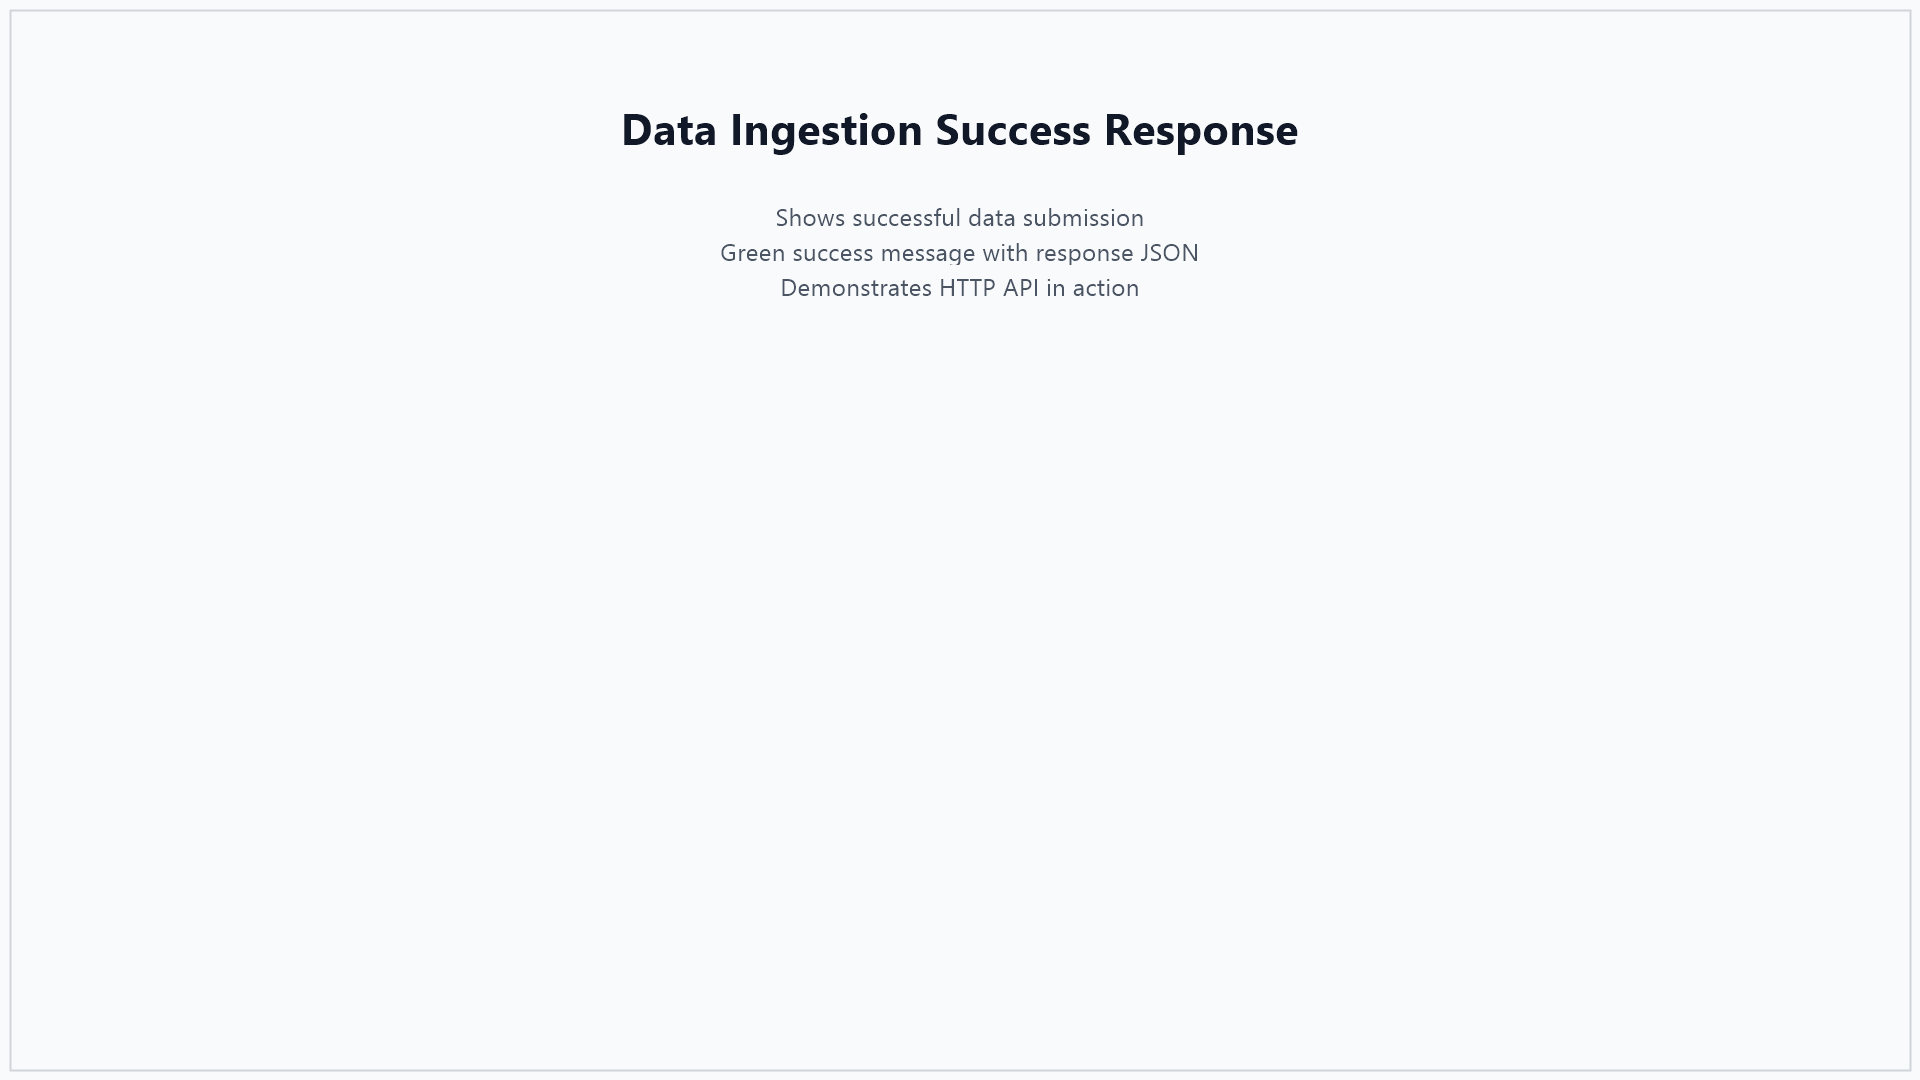 Data Ingestion Success Response
Shows successful data submission
Green success message with response JSON
Demonstrates HTTP API in action